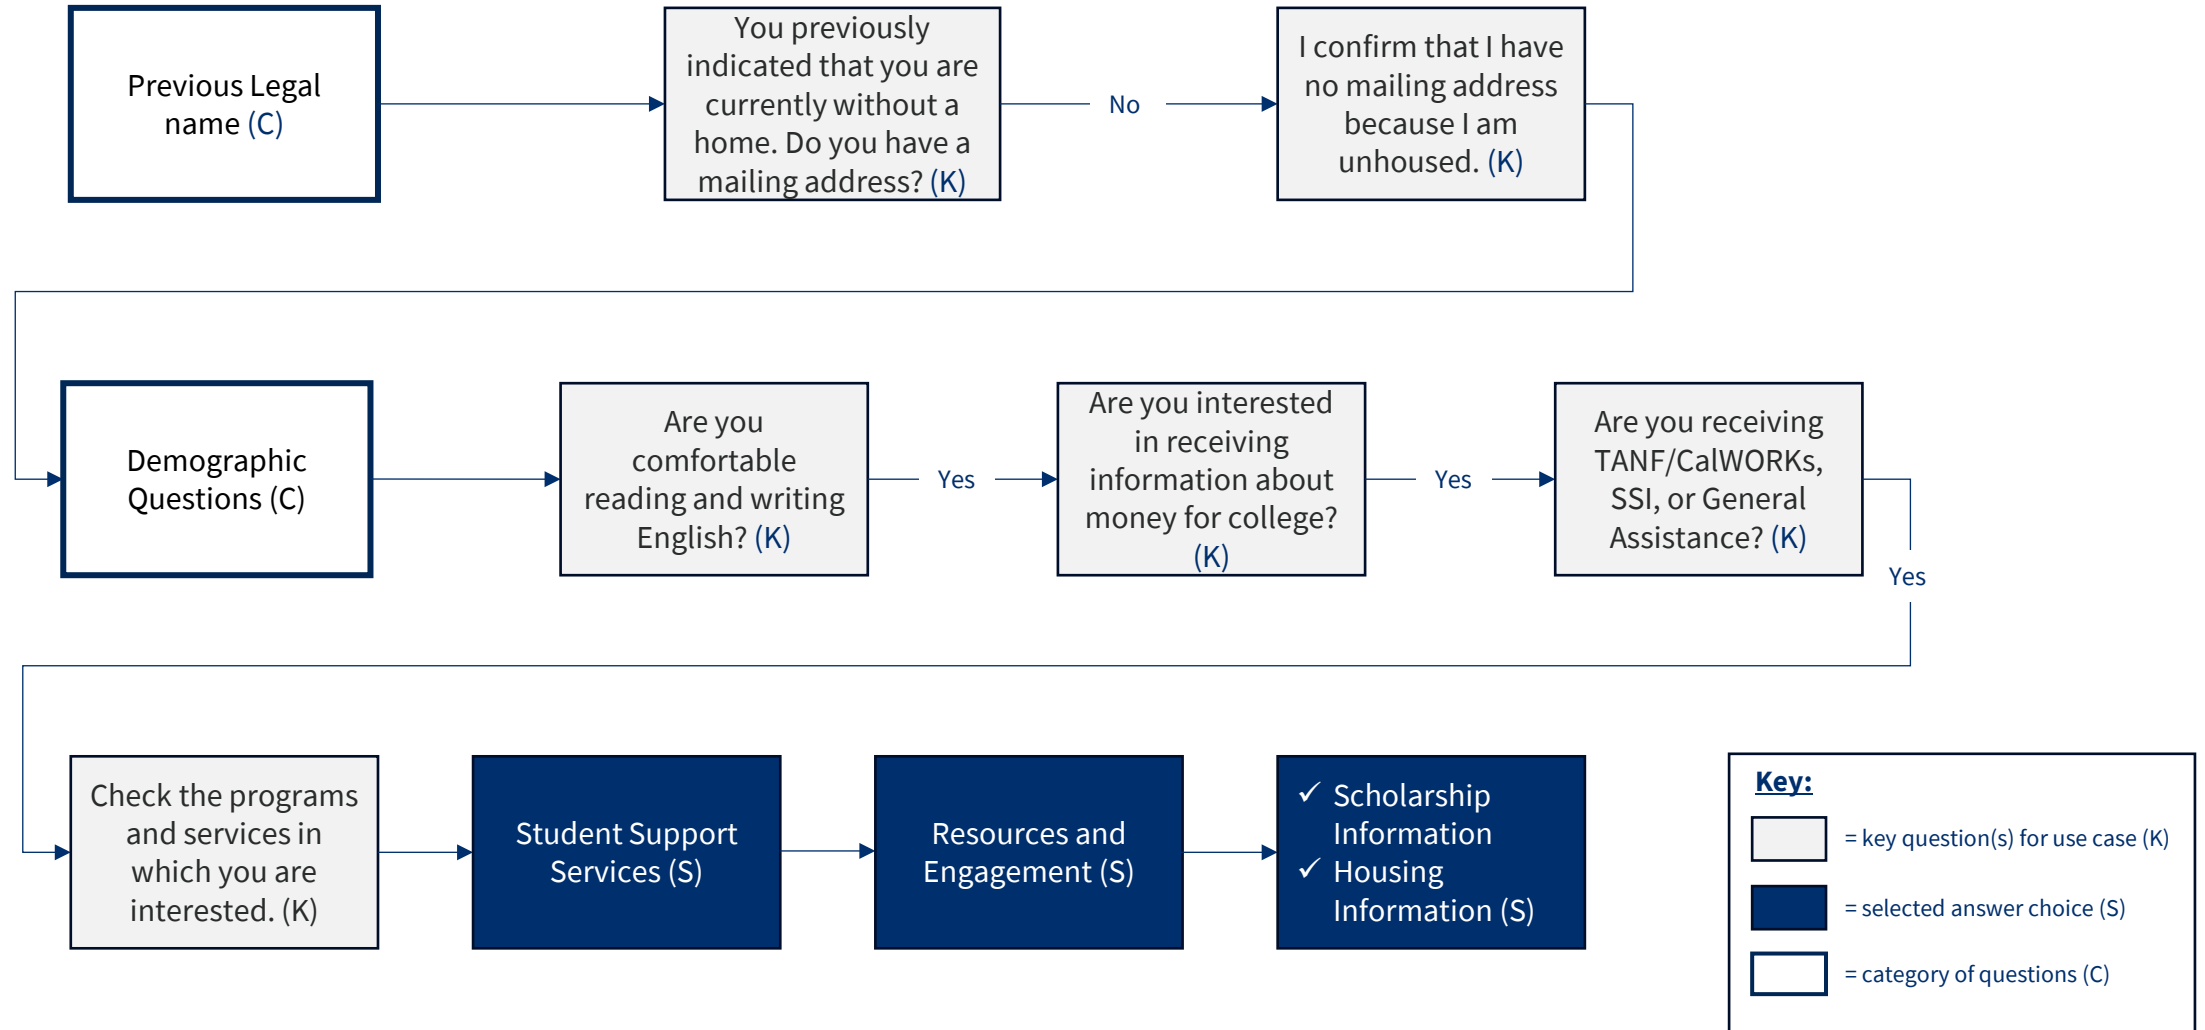 Previous Legal
name (C)
You previously
indicated that you are
currently without a
home. Do you have a
mailing address? (K)
No
I confirm that I have
no mailing address
because I am
unhoused. (K)
Demographic
Questions (C)
Are you
comfortable
reading and writing
English? (K)
Yes
Are you interested
in receiving
information about
money for college?
(K)
Yes
Are you receiving
TANF/CalWORKs,
SSI, or General
Assistance? (K)
Yes
Check the programs
and services in
which you are
interested. (K)
Student Support
Services (S)
Resources and
Engagement (S)
✓ Scholarship
Information
✓ Housing
Information (S)
Key:
= key question(s) for use case (K)
= selected answer choice (S)
= category of questions (C)